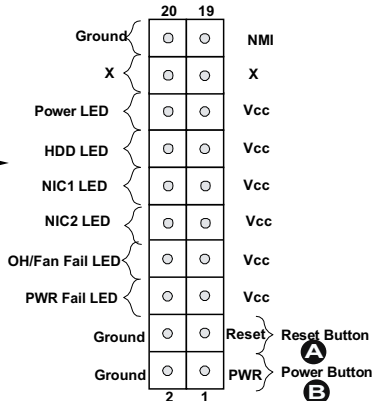 20 19
Ground NMI
X X
Power LED Vcc
HDD LED Vcc
NIC1 LED Vcc
NIC2 LED Vcc
OH/Fan Fail LED Vcc
PWR Fail LED Vcc
Ground Reset Reset Button
A
Ground PWR Power Button
B
2 1